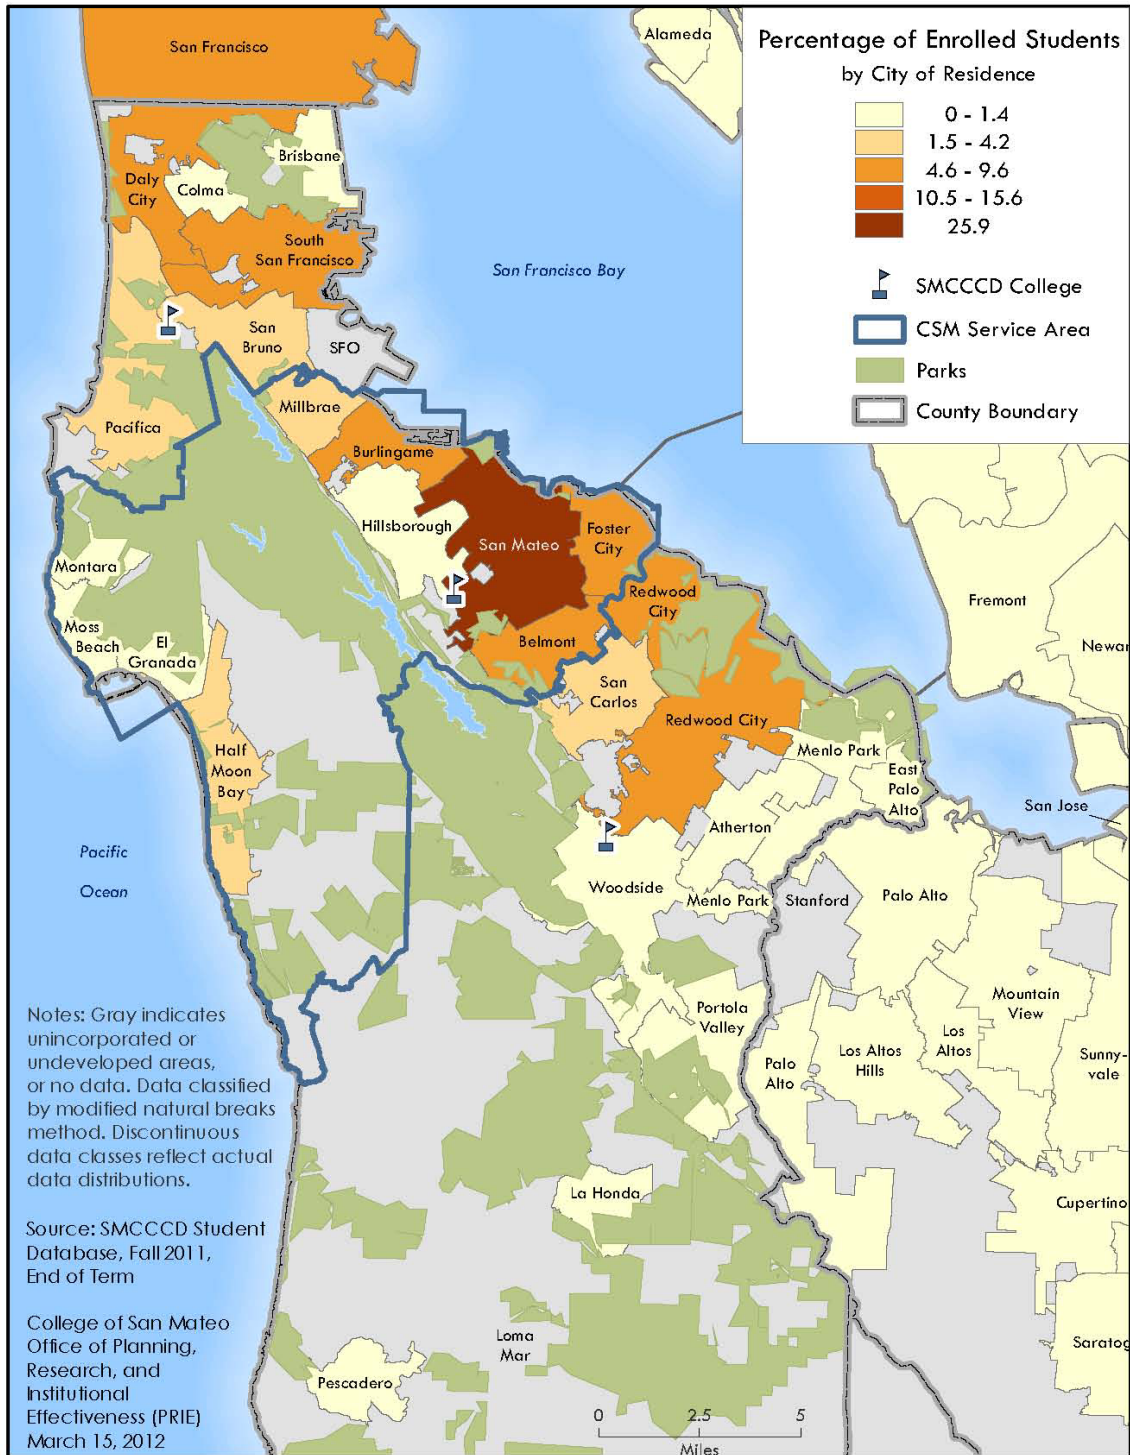 San Francisco
Alameda
Percentage of Enrolled Students
by City of Residence
0 - 1.4
1.5 - 4.2
4.6 - 9.6
10.5 - 15.6
25.9
SMCCCD College
CSM Service Area
Parks
County Boundary
Brisbane
Daly
City
Colma
South
San Francisco
San Francisco Bay
San
Bruno
SFO
Millbrae
Pacifica
Burlingame
Hillsborough
San Mateo
Foster
City
Montara
Redwood
City
Fremont
Moss
Beach
El
Granada
Belmont
Newar
San
Carlos
Redwood City
Half
Moon
Bay
Menlo Park
East
Palo
Alto
San Jose
Atherton
Pacific
Ocean
Woodside
Menlo Park
Stanford
Palo Alto
Portola
Valley
Mountain
View
Los
Altos
Palo
Alto
Los Altos
Hills
Sunny-
vale
Notes: Gray indicates
unincorporated or
undeveloped areas,
or no data. Data classified
by modified natural breaks
method. Discontinuous
data classes reflect actual
data distributions.
La Honda
Cupertino
Source: SMCCCD Student
Database, Fall 2011,
End of Term
College of San Mateo
Office of Planning,
Research, and
Institutional
Effectiveness (PRIE)
March 15, 2012
Loma
Mar
Saratog
Pescadero
0 2.5 5
Miles